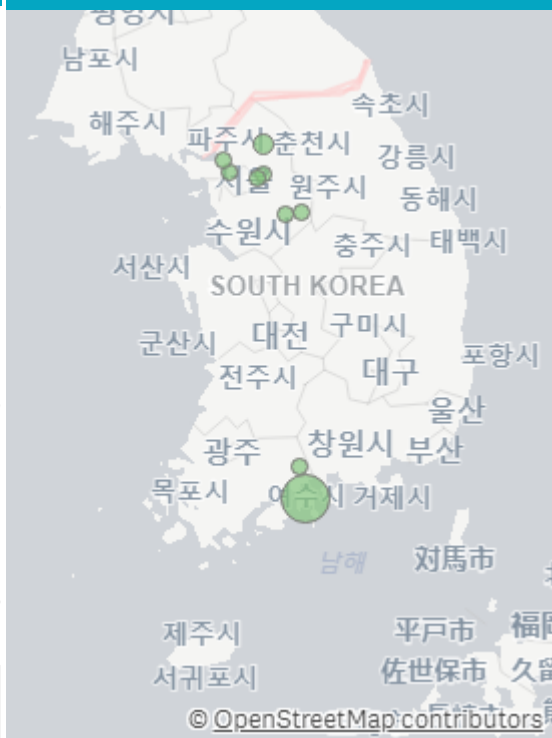 남포시
속초시
해주시
파주시
춘천시
강릉시
서울
원주시
동해시
수원시
충주시
태백시
서산시
SOUTH KOREA
군산시
대전
구미시
포항시
전주시
대구
울산
광주
창원시
부산
목포시
여수시
거제시
남해
対馬市
제주시
平戸市
서귀포시
佐世保市
© OpenStreetMap contributors